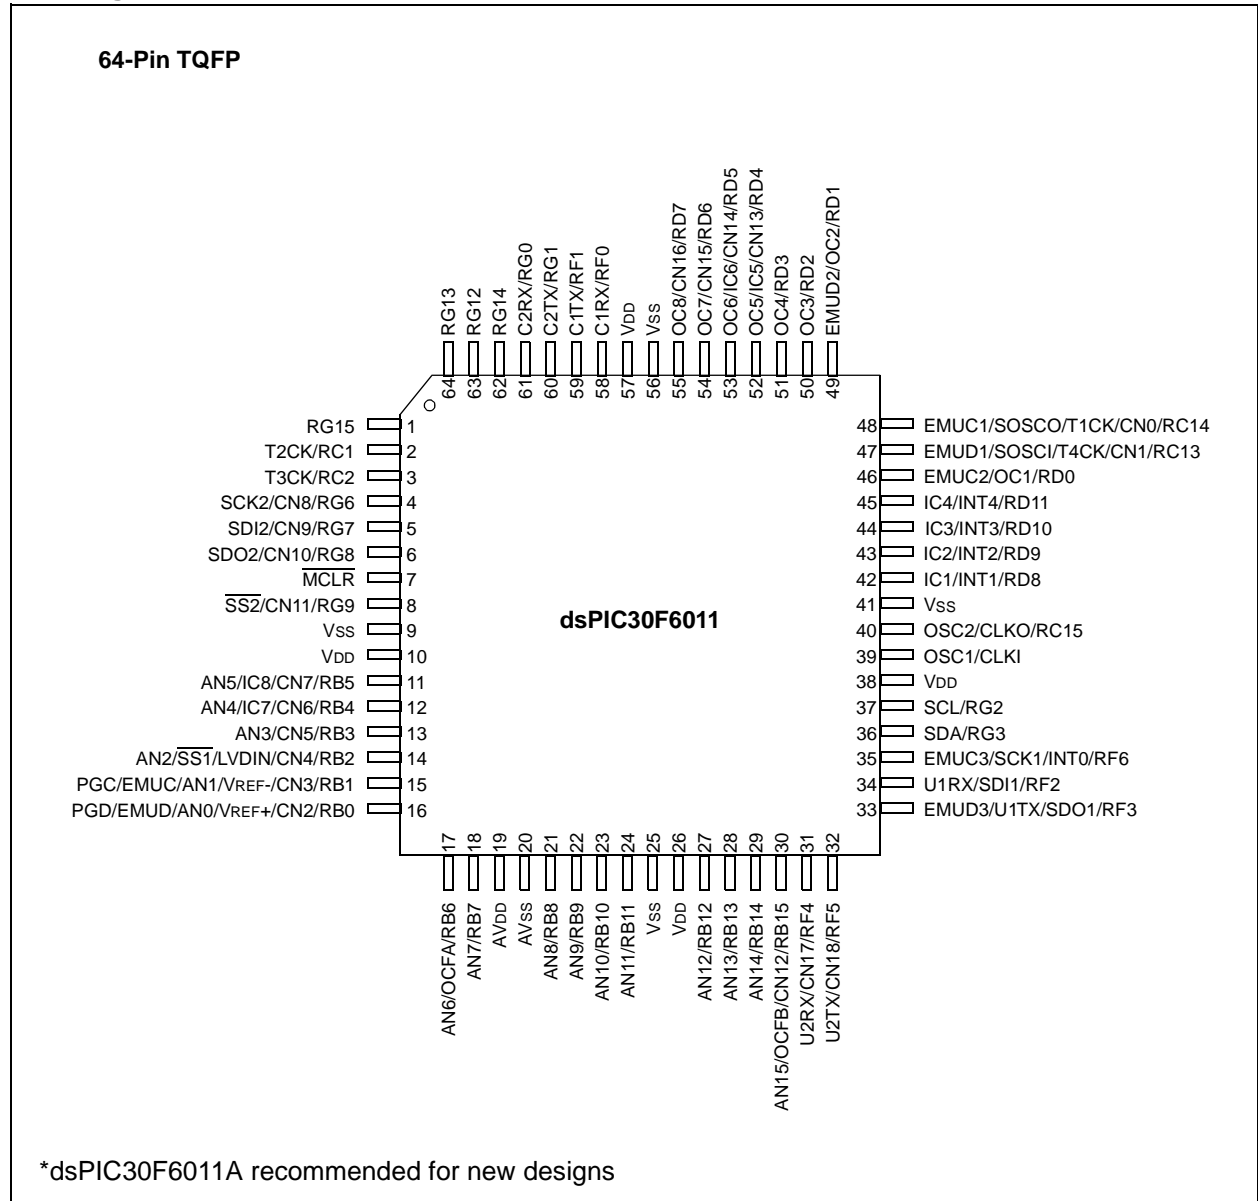 64-Pin TQFP
RG13
RG12
RG14
C2RX/RG0
C2TX/RG1
C1TX/RF1
C1RX/RF0
VDD
VSS
OC8/CN16/RD7
OC7/CN15/RD6
OC6/IC6/CN14/RD5
OC5/IC5/CN13/RD4
OC4/RD3
OC3/RD2
EMUD2/OC2/RD1
64 63 62 61 60 59 58 57 56 55 54 53 52 51 50 49
RG15 1
T2CK/RC1 2
T3CK/RC2 3
SCK2/CN8/RG6 4
SDI2/CN9/RG7 5
SDO2/CN10/RG8 6
MCLR 7
SS2/CN11/RG9 8
VSS 9
VDD 10
AN5/IC8/CN7/RB5 11
AN4/IC7/CN6/RB4 12
AN3/CN5/RB3 13
AN2/SS1/LVDIN/CN4/RB2 14
PGC/EMUC/AN1/VREF-/CN3/RB1 15
PGD/EMUD/AN0/VREF+/CN2/RB0 16
dsPIC30F6011
48 EMUC1/SOSCO/T1CK/CN0/RC14
47 EMUD1/SOSCI/T4CK/CN1/RC13
46 EMUC2/OC1/RD0
45 IC4/INT4/RD11
44 IC3/INT3/RD10
43 IC2/INT2/RD9
42 IC1/INT1/RD8
41 VSS
40 OSC2/CLKO/RC15
39 OSC1/CLKI
38 VDD
37 SCL/RG2
36 SDA/RG3
35 EMUC3/SCK1/INT0/RF6
34 U1RX/SDI1/RF2
33 EMUD3/U1TX/SDO1/RF3
17 18 19 20 21 22 23 24 25 26 27 28 29 30 31 32
AN6/OCFA/RB6
AN7/RB7
AVDD
AVSS
AN8/RB8
AN9/RB9
AN10/RB10
AN11/RB11
VSS
VDD
AN12/RB12
AN13/RB13
AN14/RB14
AN15/OCFB/CN12/RB15
U2RX/CN17/RF4
U2TX/CN18/RF5
*dsPIC30F6011A recommended for new designs